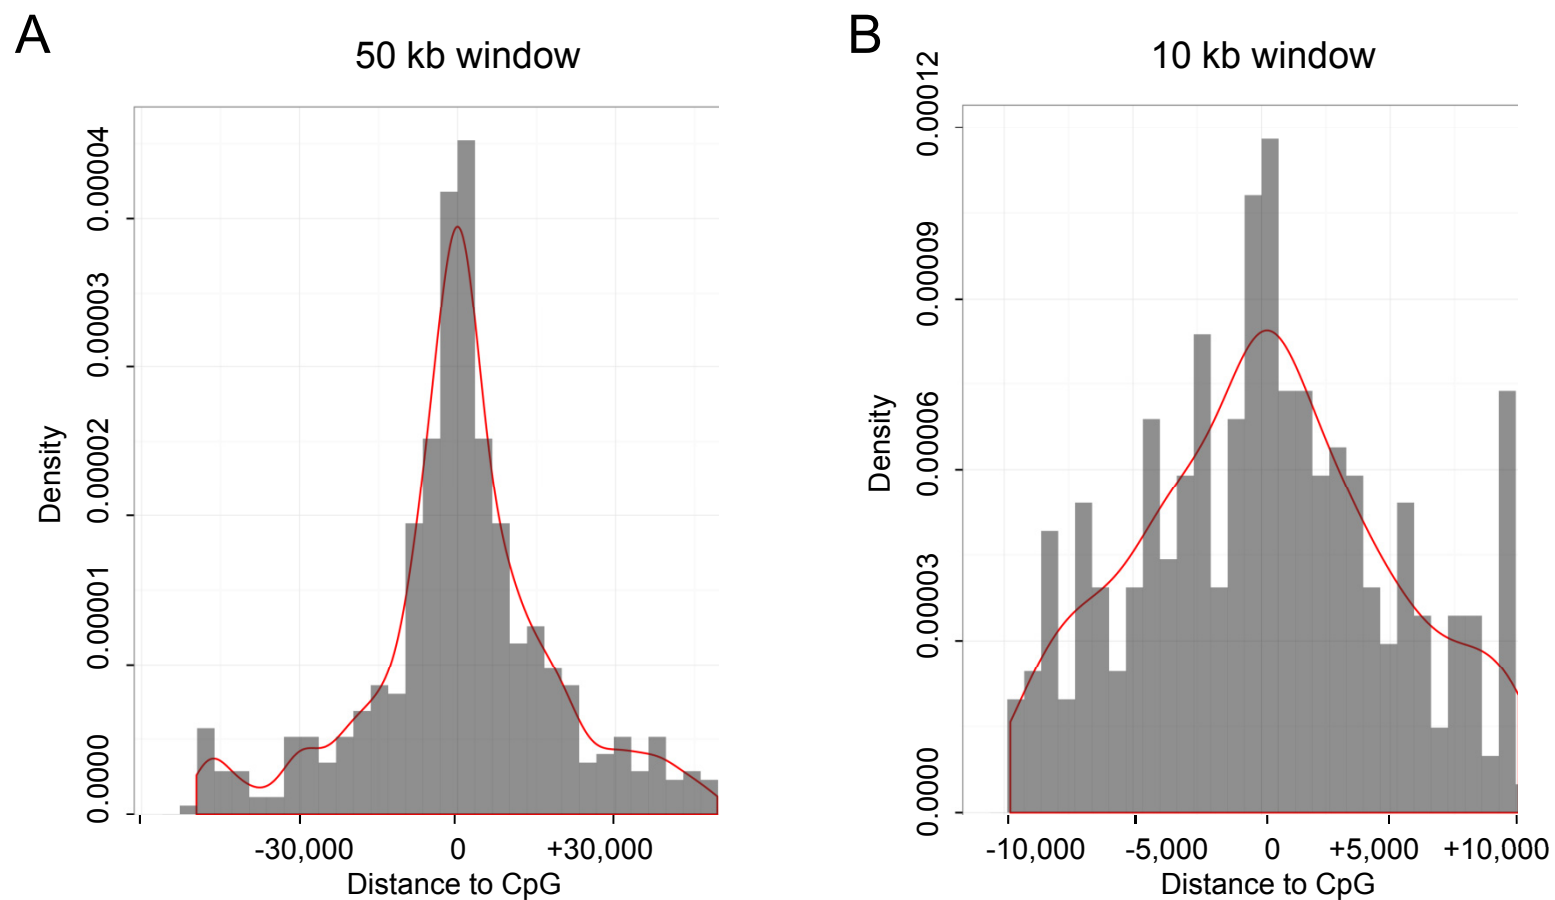 A
50 kb window
Density
0.00000
0.00001
0.00002
0.00003
0.000004
-30,000 0 +30,000
Distance to CpG
B
10 kb window
Density
0.0000
0.00003
0.00006
0.00009
0.00012
-10,000 -5,000 0 +5,000 +10,000
Distance to CpG